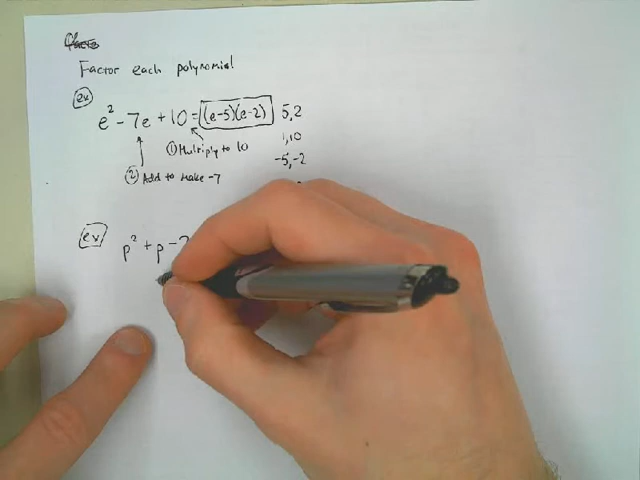 Factor each polynomial
ex
e² - 7e + 10 = (e-5)(e-2) 5,2
1,10
① Multiply to 10
-5,-2
② Add to make -7
ex
p² + p - 2